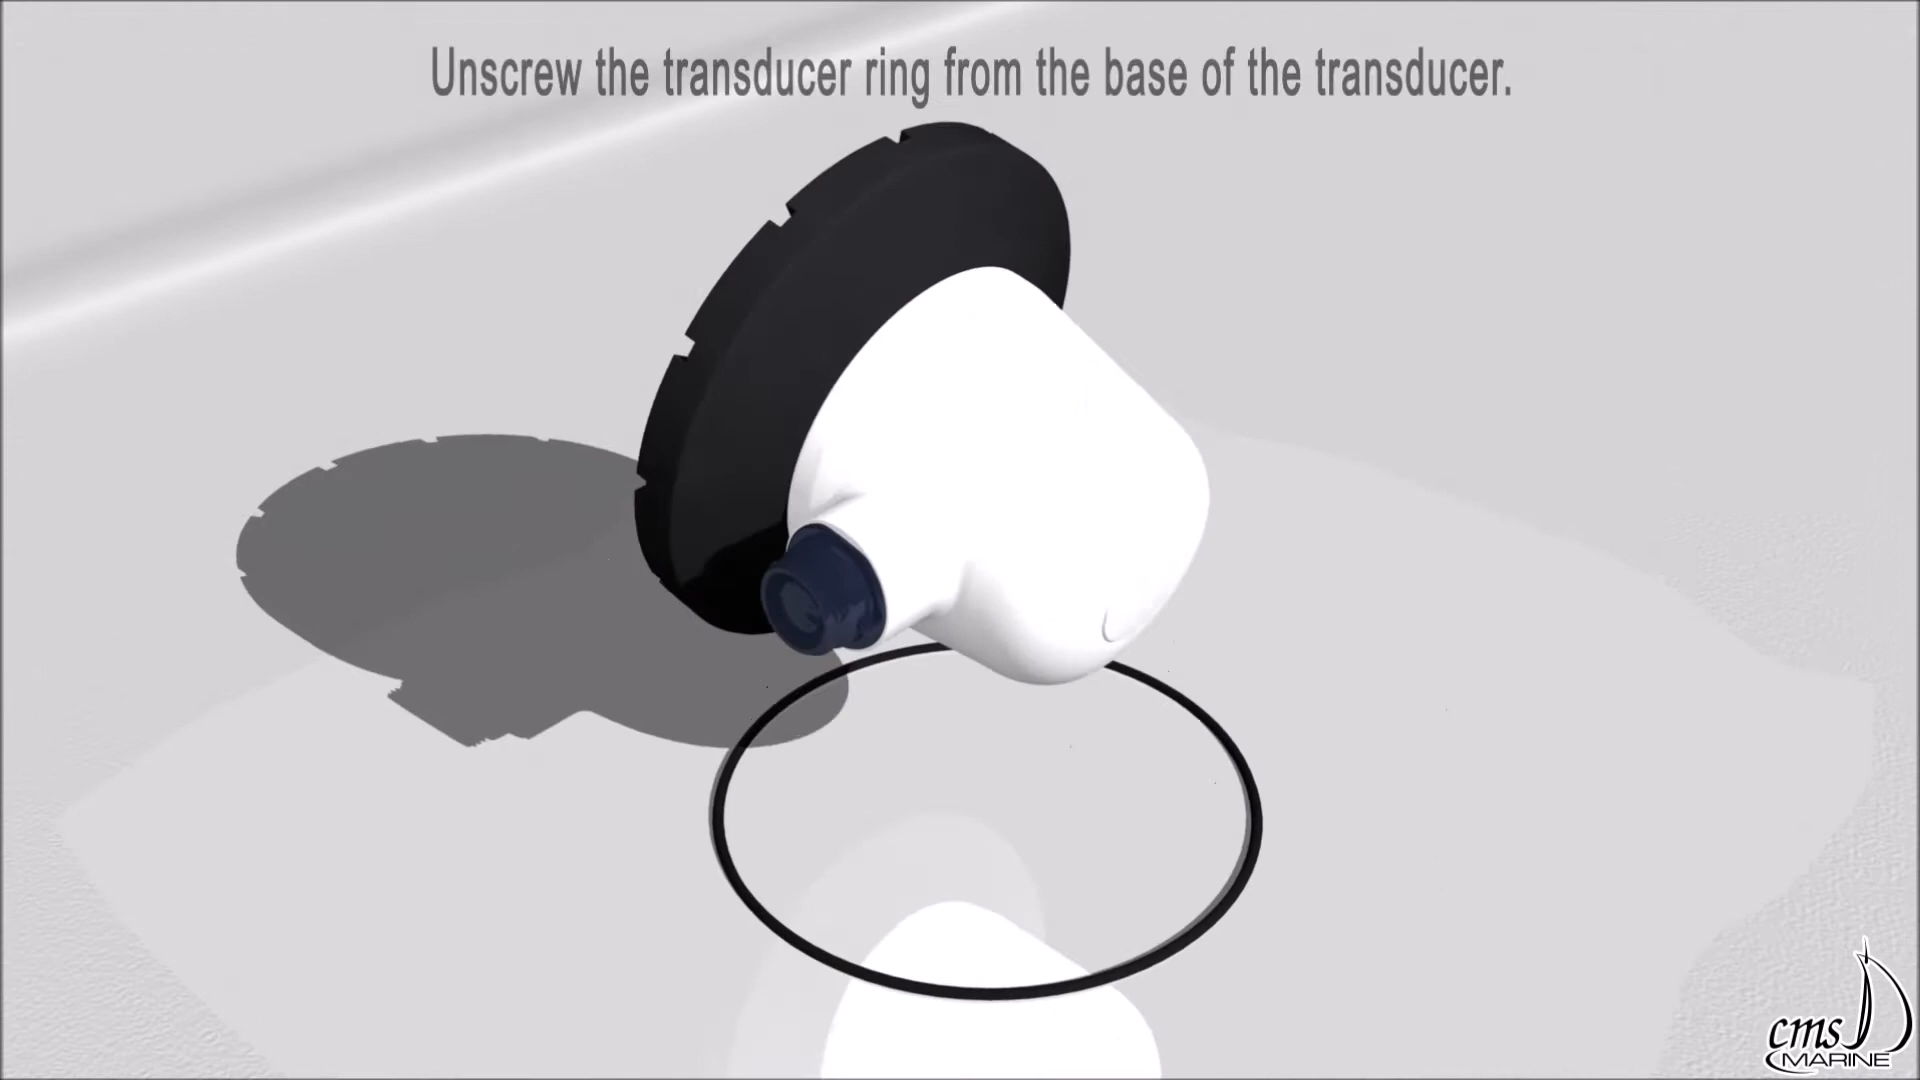 Unscrew the transducer ring from the base of the transducer.
cms
MARINE